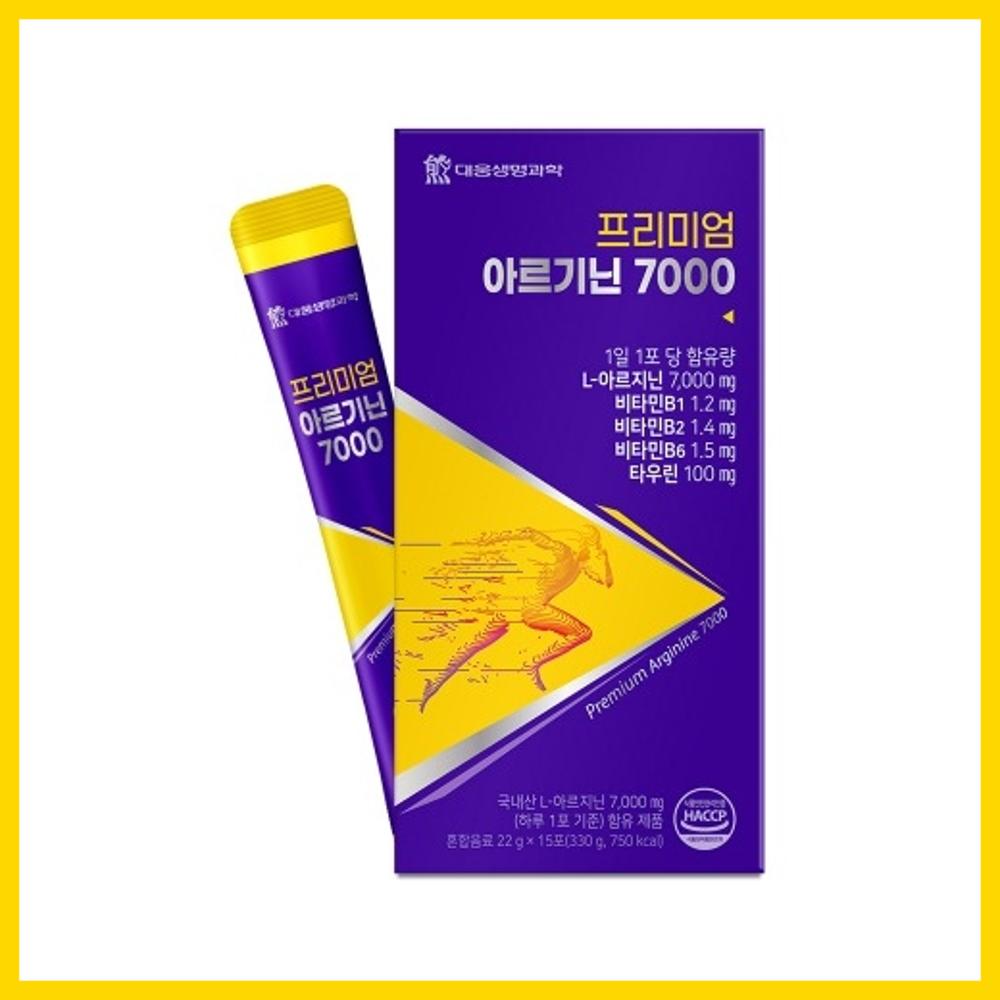 대웅생명과학
프리미엄
아르기닌 7000
1일 1포 당 함유량
L-아르지닌 7,000 mg
비타민B1 1.2 mg
비타민B2 1.4 mg
비타민B6 1.5 mg
타우린 100 mg
Premium Arginine 7000
국내산 L-아르지닌 7,000 mg
(하루 1포 기준) 함유 제품
혼합음료 22 g × 15포(330 g, 750 kcal)
HACCP
대웅생명과학
프리미엄
아르기닌
7000
Premium